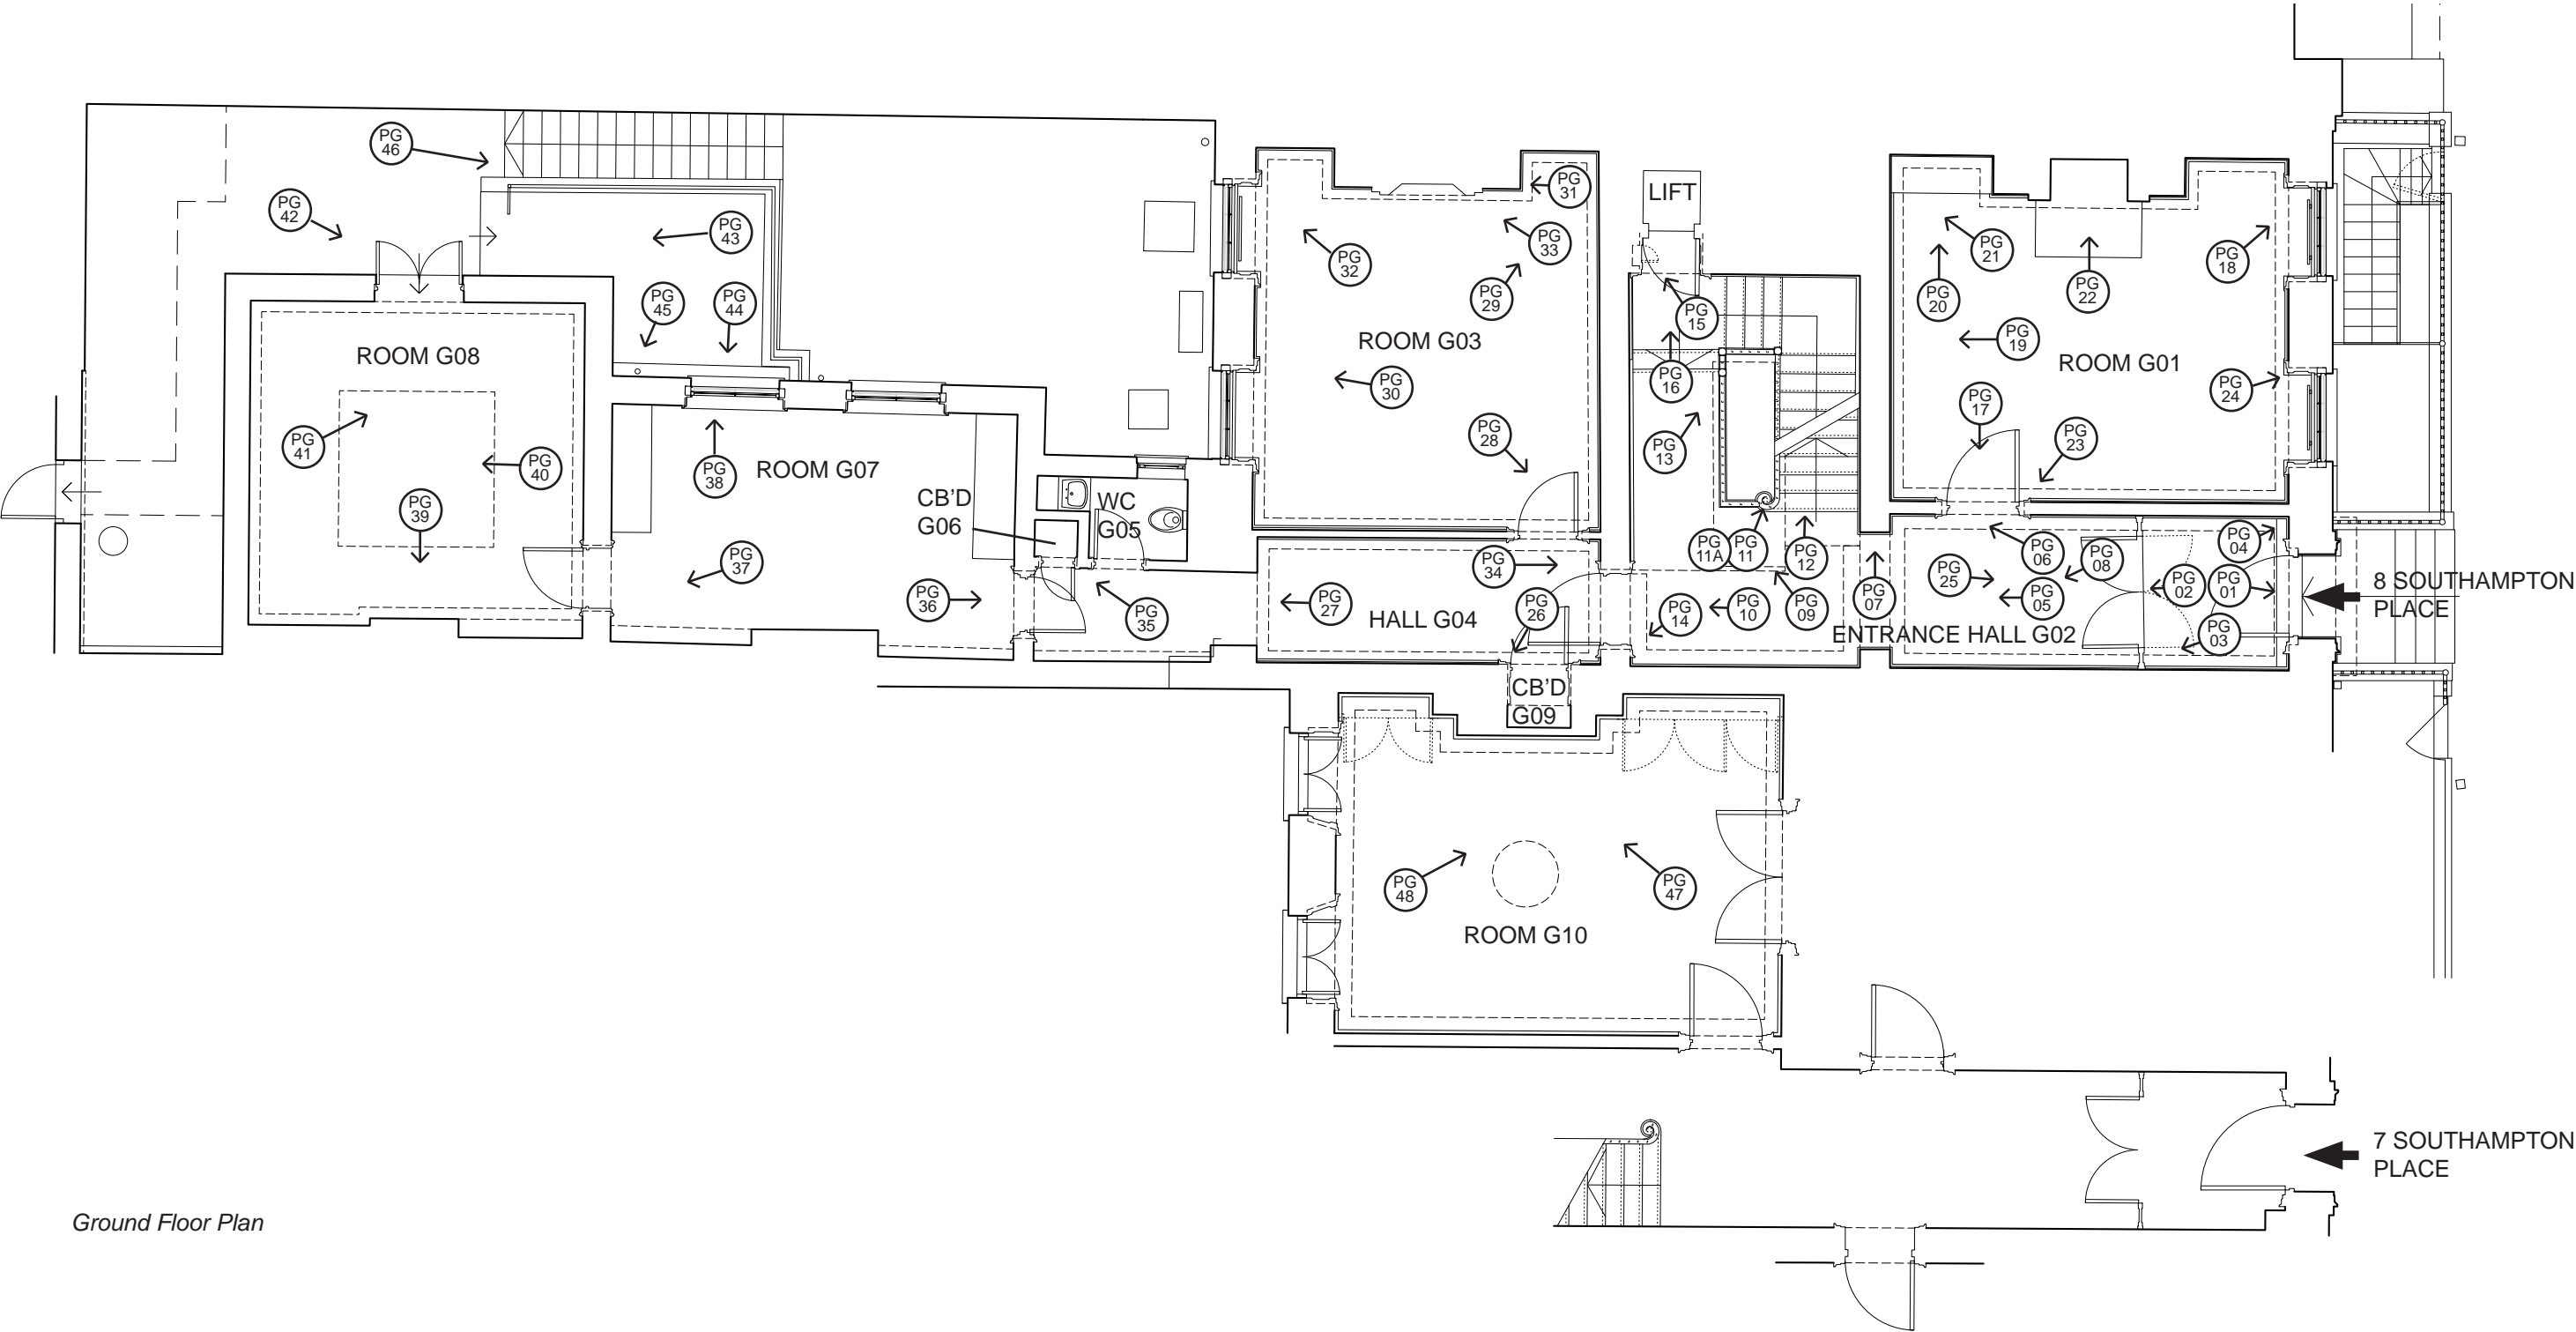 PG
46
PG
42
PG
43
PG
45
PG
44
ROOM G08
PG
41
PG
40
PG
39
PG
38
ROOM G07
CB'D
G06
WC
G05
PG
37
PG
36
PG
35
PG
31
PG
33
PG
32
PG
29
ROOM G03
PG
30
PG
28
PG
34
PG
27
HALL G04
PG
26
CB'D
G09
LIFT
PG
15
PG
16
PG
13
PG
11A
PG
11
PG
12
PG
14
PG
10
PG
09
PG
07
PG
21
PG
18
PG
20
PG
22
PG
19
ROOM G01
PG
24
PG
17
PG
23
PG
04
PG
06
PG
08
PG
25
PG
05
PG
02
PG
01
PG
03
ENTRANCE HALL G02
8 SOUTHAMPTON
PLACE
PG
48
PG
47
ROOM G10
7 SOUTHAMPTON
PLACE
Ground Floor Plan